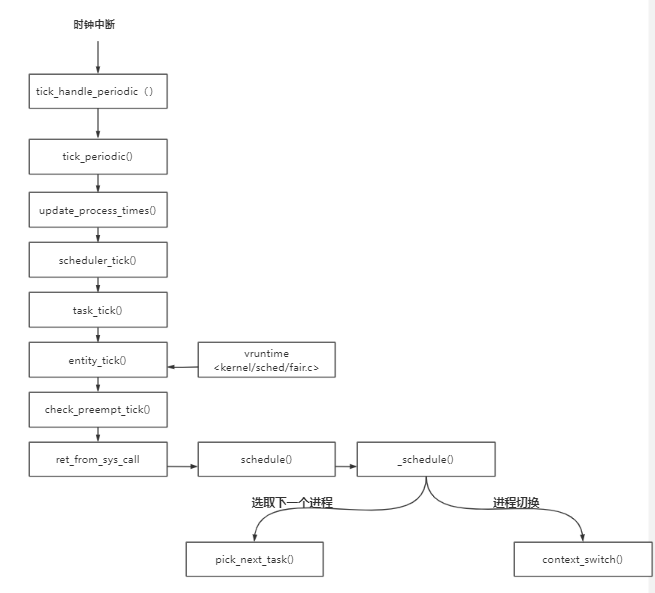 时钟中断
tick_handle_periodic（）
tick_periodic()
update_process_times()
scheduler_tick()
task_tick()
entity_tick()
vruntime
<kernel/sched/fair.c>
check_preempt_tick()
ret_from_sys_call
schedule()
_schedule()
选取下一个进程
进程切换
pick_next_task()
context_switch()